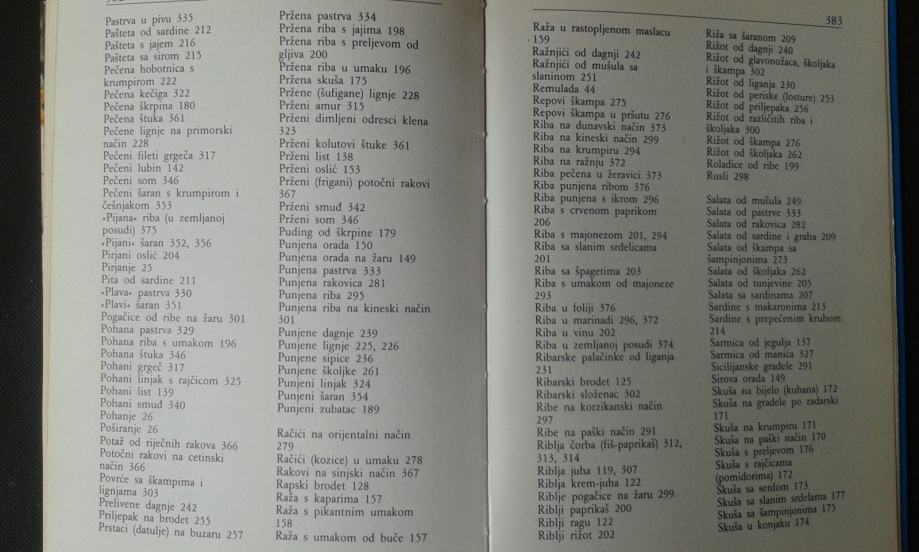 Pastrva u pivu 335
Pašteta od sardine 212
Pašteta s jajem 216
Pašteta sa sirom 215
Pečena hobotnica s
krumpirom 222
Pečena kečiga 322
Pečena škrpina 180
Pečena štuka 361
Pečene lignje na primorski
način 228
Pečeni fileti grgeča 317
Pečeni lubin 142
Pečeni som 346
Pečeni šaran s krumpirom i
češnjakom 353
»Pijana« riba (u zemljanoj
posudi) 375
»Pijani« šaran 352, 356
Pirjani oslić 204
Pirjanje 25
Pita od sardine 211
»Plava« pastrva 330
»Plavi« šaran 351
Pogačice od ribe na žaru 301
Pohana pastrva 329
Pohana riba s umakom 196
Pohana štuka 346
Pohani grgeč 317
Pohani linjak s rajčicom 325
Pohani list 139
Pohani smuđ 340
Pohanje 26
Poširanje 26
Potaž od riječnih rakova 366
Potočni rakovi na cetinski
način 366
Povrće sa škampima i
lignjama 303
Prelivene dagnje 242
Priljepak na brodet 255
Prstaci (datulje) na buzaru 257
Pržena pastrva 334
Pržena riba s jajima 198
Pržena riba s preljevom od
gljiva 200
Pržena riba u umaku 196
Pržena skuša 175
Pržene (šufigane) lignje 228
Prženi amur 315
Prženi dimljeni odresci klena
323
Prženi kolutovi štuke 361
Prženi list 138
Prženi oslić 153
Prženi (frigani) potočni rakovi
367
Prženi smuđ 342
Prženi som 346
Puding od škrpine 179
Punjena orada 150
Punjena orada na žaru 149
Punjena pastrva 333
Punjena rakovica 281
Punjena riba 295
Punjena riba na kineski način
301
Punjene dagnje 239
Punjene lignje 225, 226
Punjene sipice 236
Punjene školjke 261
Punjeni linjak 324
Punjeni šaran 354
Punjeni zubatac 189
Račići na orijentalni način
279
Račići (kozice) u umaku 278
Rakovi na sinjski način 367
Rapski brodet 128
Raža s kaparima 157
Raža s pikantnim umakom
158
Raža s umakom od buče 157
383
Raža u rastopljenom maslacu
159
Ražnjići od dagnji 242
Ražnjići od mušula sa
slaninom 251
Remulada 44
Repovi škampa 275
Repovi škampa u pršutu 276
Riba na dunavski način 373
Riba na kineski način 299
Riba na krumpiru 294
Riba na ražnju 372
Riba pečena u žeravici 373
Riba punjena ribom 376
Riba punjena s ikrom 296
Riba s crvenom paprikom
206
Riba s majonezom 201, 294
Riba sa slanim srdelicama
201
Riba sa špagetima 203
Riba s umakom od majoneze
293
Riba u foliji 376
Riba u marinadi 296, 372
Riba u vinu 202
Riba u zemljanoj posudi 374
Ribarske palačinke od liganja
231
Ribarski brodet 125
Ribarski složenac 302
Ribe na korzikanski način
297
Ribe na paški način 291
Riblja čorba (fiš-paprikaš) 312,
313, 314
Riblja juha 119, 307
Riblja krem-juha 122
Riblje pogačice na žaru 299
Riblji paprikaš 200
Riblji ragu 122
Riblji rižot 202
Riža sa šaranom 209
Rižot od dagnji 240
Rižot od glavonožaca, školjaka
i škampa 302
Rižot od liganja 230
Rižot od periske (losture) 253
Rižot od priljepaka 256
Rižot od različitih riba i
školjaka 300
Rižot od škampa 276
Rižot od školjaka 262
Roladice od ribe 199
Rusli 298
Salata od mušula 249
Salata od pastrve 333
Salata od rakovica 282
Salata od sardine i graha 209
Salata od škampa sa
šampinjonima 273
Salata od školjaka 262
Salata od tunjevine 205
Salata sa sardinama 207
Sardine s makaronima 213
Sardine s prepečenim kruhom
214
Sarmica od jegulja 137
Sarmica od manića 327
Sicilijanske gradele 291
Sirova orada 149
Skuša na bijelo (kuhana) 172
Skuša na gradele po zadarski
171
Skuša na krumpiru 171
Skuša na paški način 170
Skuša s preljevom 176
Skuša s rajčicama
(pomidorima) 172
Skuša sa senfom 173
Skuša sa slanim srdelama 177
Skuša sa šampinjonima 175
Skuša u konjaku 174